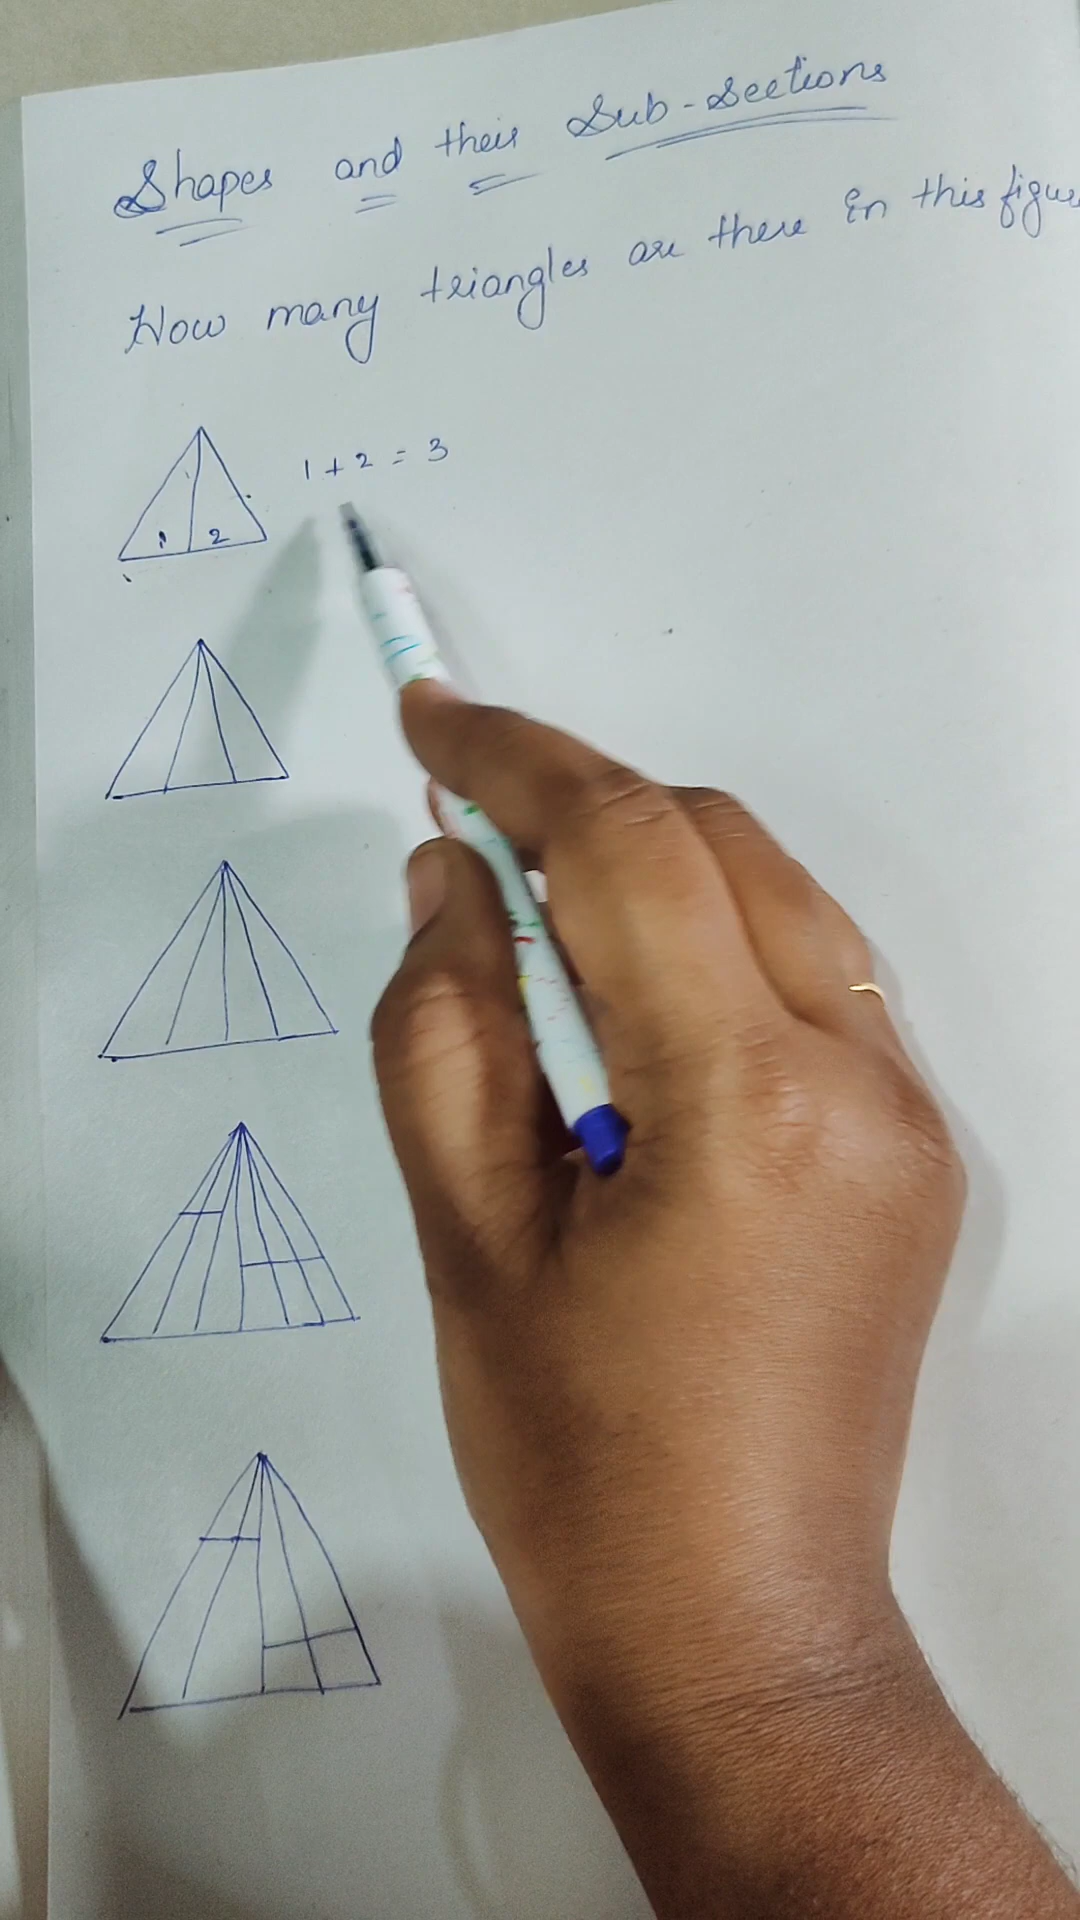 Shapes and their Sub-Sections
How many triangles are there in this figure
1 + 2 = 3
1 2